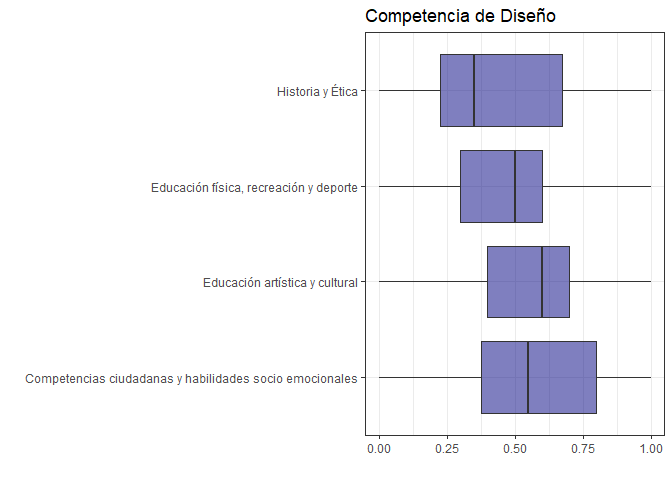 Competencia de Diseño
Historia y Ética
Educación física, recreación y deporte
Educación artística y cultural
Competencias ciudadanas y habilidades socio emocionales
0.00 0.25 0.50 0.75 1.00